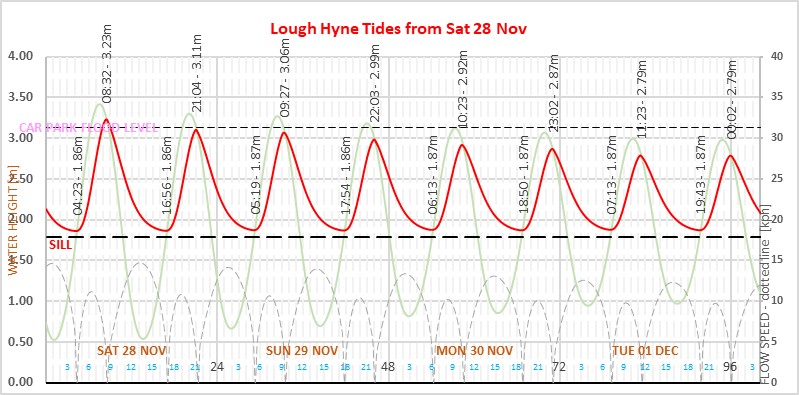 Lough Hyne Tides from Sat 28 Nov
4.00
3.50
3.00
2.50
2.00
1.50
1.00
0.50
0.00
WATER HEIGHT [m]
40
35
30
25
20
15
10
5
0
FLOW SPEED - dotted line [kph]
CAR PARK FLOOD LEVEL
SILL
04:23 - 1.86m
08:32 - 3.23m
16:56 - 1.86m
21:04 - 3.11m
05:19 - 1.87m
09:27 - 3.06m
17:54 - 1.86m
22:03 - 2.99m
06:13 - 1.87m
10:23 - 2.92m
18:50 - 1.87m
23:02 - 2.87m
07:13 - 1.87m
11:23 - 2.79m
19:43 - 1.87m
00:02 - 2.79m
SAT 28 NOV
SUN 29 NOV
MON 30 NOV
TUE 01 DEC
24
48
72
96
3 6 9 12 15 18 21 3 6 9 12 15 18 21 3 6 9 12 15 18 21 3 6 9 12 15 18 21 3